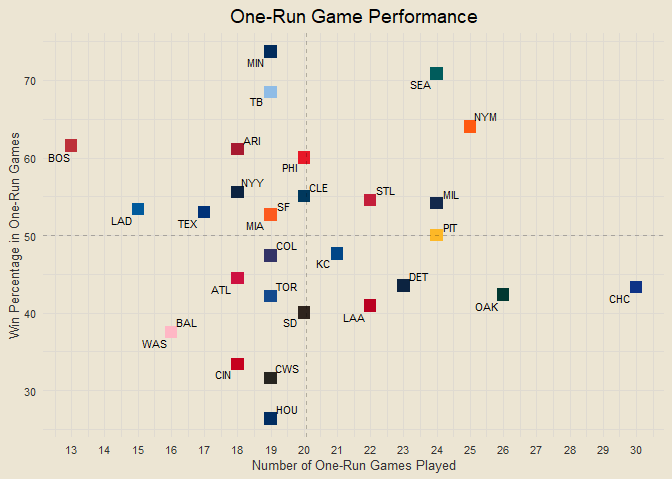 One-Run Game Performance
Win Percentage in One-Run Games
70
60
50
40
30
MIN
SEA
TB
NYM
BOS
ARI
PHI
NYY
CLE
STL
MIL
LAD
TEX
SF
MIA
PIT
COL
KC
ATL
TOR
DET
OAK
CHC
SD
LAA
BAL
WAS
CIN
CWS
HOU
13 14 15 16 17 18 19 20 21 22 23 24 25 26 27 28 29 30
Number of One-Run Games Played